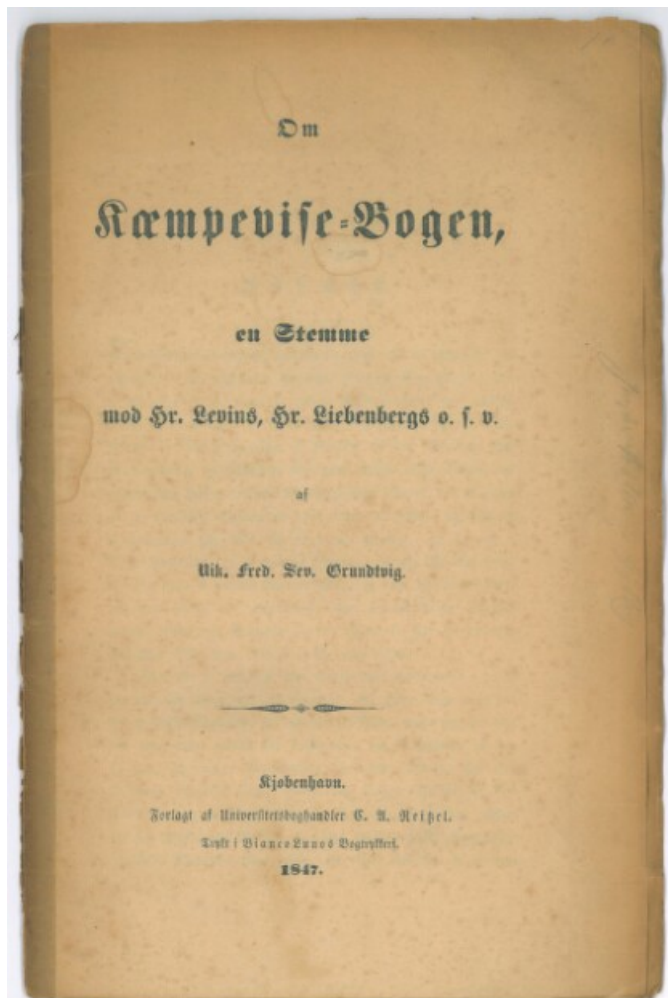 Om
Kæmpevise-Bogen,
en Stemme
mod Hr. Levins, Hr. Liebenbergs o. s. v.
af
Nik. Fred. Sev. Grundtvig.
Kjøbenhavn.
Forlagt af Universitetsboghandler C. A. Reitzel.
Trykt i Bianco Lunos Bogtrykkeri.
1847.